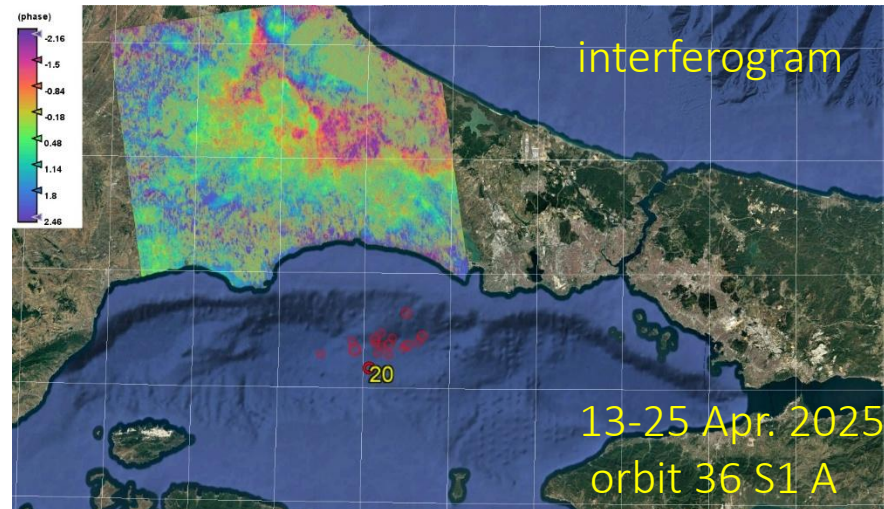 (phase)
-2.16
-1.5
-0.84
-0.18
0.48
1.14
1.8
2.46
interferogram
20
13-25 Apr. 2025
orbit 36 S1 A